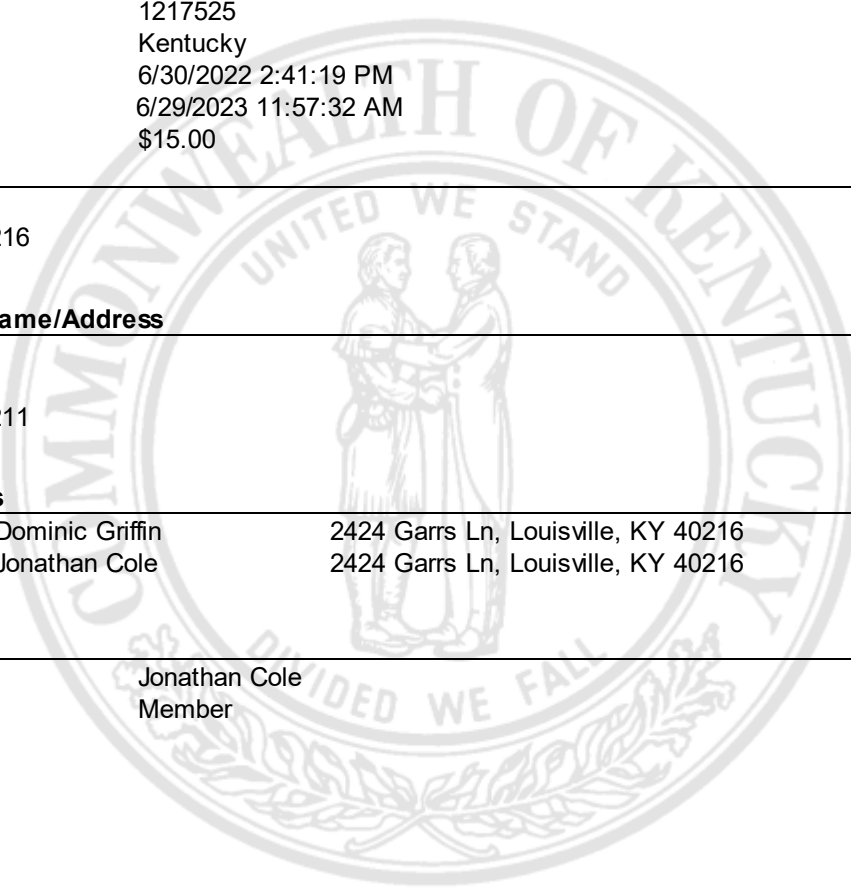 1217525
Kentucky
6/30/2022 2:41:19 PM
6/29/2023 11:57:32 AM
$15.00
216
ame/Address
211
s
Dominic Griffin 2424 Garrs Ln, Louisville, KY 40216
Jonathan Cole 2424 Garrs Ln, Louisville, KY 40216
Jonathan Cole
Member
COMMONWEALTH OF KENTUCKY
UNITED WE STAND
DIVIDED WE FALL